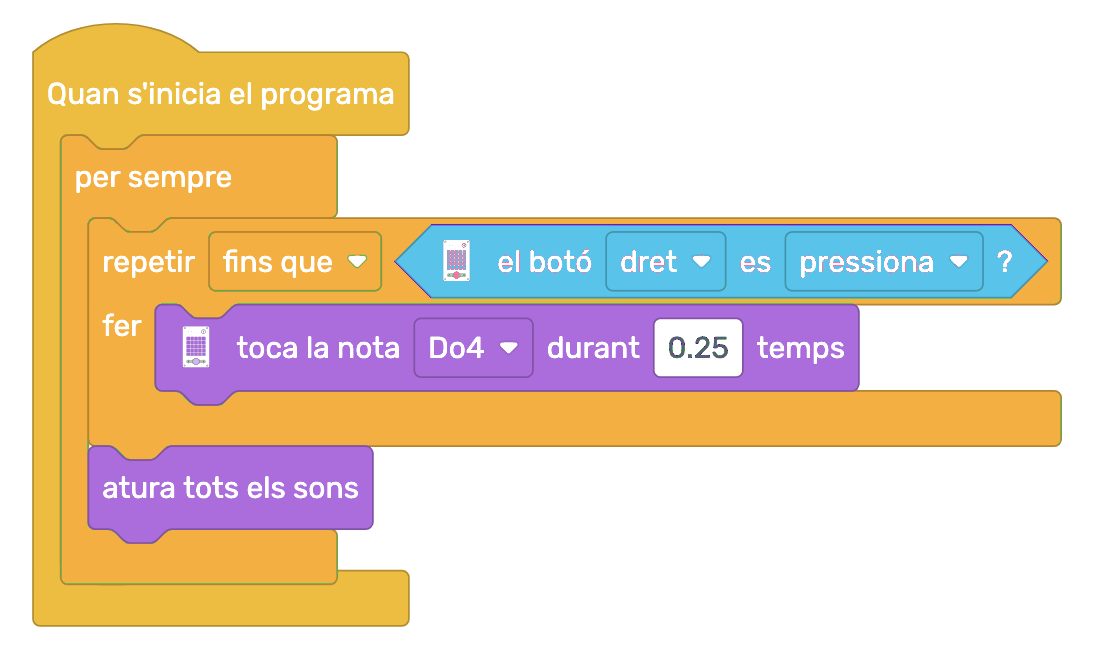 Quan s'inicia el programa
per sempre
repetir fins que el botó dret es pressiona ?
fer toca la nota Do4 durant 0.25 temps
atura tots els sons